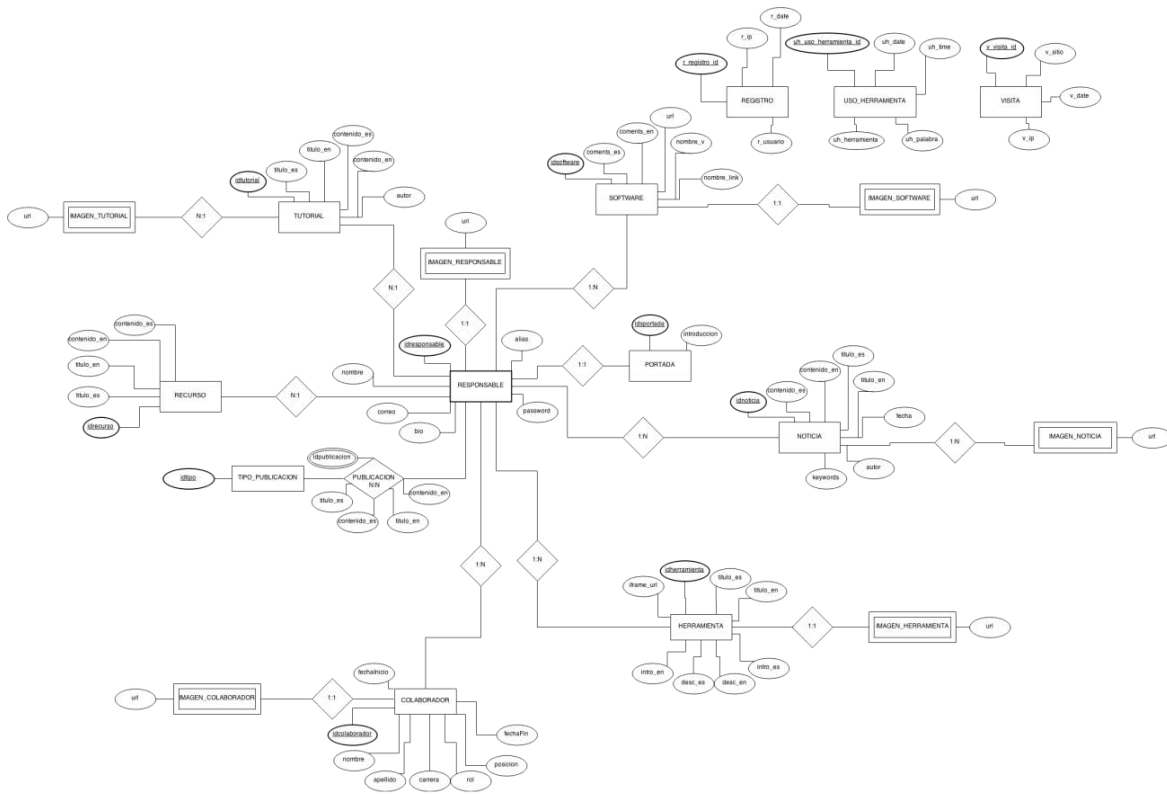 r_date
r_ip
r_registro_id
REGISTRO
r_usuario
uh_uso_herramienta_id
uh_date
uh_time
USO_HERRAMIENTA
uh_herramienta
uh_palabra
v_visita_id
v_sitio
VISITA
v_date
v_ip
contenido_es
titulo_en
titulo_es
contenido_en
idtutorial
autor
TUTORIAL
N:1
IMAGEN_TUTORIAL
url
url
coments_en
coments_es
nombre_v
idsoftware
nombre_link
SOFTWARE
1:1
IMAGEN_SOFTWARE
url
url
IMAGEN_RESPONSABLE
N:1
1:N
1:1
contenido_es
contenido_en
titulo_en
titulo_es
idrecurso
RECURSO
N:1
idresponsable
alias
nombre
RESPONSABLE
correo
bio
password
1:1
idportada
introduccion
PORTADA
1:N
titulo_es
contenido_en
contenido_es
titulo_en
idnoticia
fecha
NOTICIA
autor
keywords
1:N
IMAGEN_NOTICIA
url
idtipo
TIPO_PUBLICACION
idpublicacion
PUBLICACION
N:N
titulo_es
contenido_es
titulo_en
contenido_en
1:N
1:N
idherramienta
iframe_url
titulo_es
titulo_en
HERRAMIENTA
intro_en
desc_es
desc_en
intro_es
1:1
IMAGEN_HERRAMIENTA
url
fechaInicio
url
IMAGEN_COLABORADOR
1:1
COLABORADOR
idcolaborador
fechaFin
nombre
apellido
carrera
rol
posicion